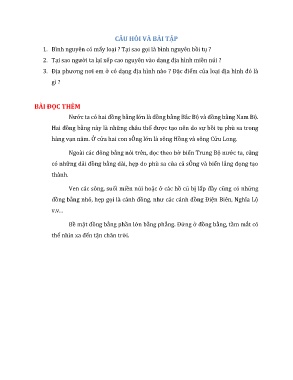 CÂU HỎI VÀ BÀI TẬP
1. Bình nguyên có mấy loại ? Tại sao gọi là bình nguyên bồi tụ ?
2. Tại sao người ta lại xếp cao nguyên vào dạng địa hình miền núi ?
3. Địa phương nơi em ở có dạng địa hình nào ? Đặc điểm của loại địa hình đó là
gì ?
BÀI ĐỌC THÊM
Nước ta có hai đồng bằng lớn là đồng bằng Bắc Bộ và đồng bằng Nam Bộ.
Hai đồng bằng này là những châu thổ được tạo nên do sự bồi tụ phù sa trong
hàng vạn năm. Ở cửa hai con sông lớn là sông Hồng và sông Cửu Long.
Ngoài các đồng bằng nói trên, dọc theo bờ biển Trung Bộ nước ta, cũng
có những dải đồng bằng dài, hẹp do phù sa của cả sÔng và biển lắng đọng tạo
thành.
Ven các sông, suối miền núi hoặc ở các hồ cũ bị lấp đầy cũng có những
đồng bằng nhỏ, hẹp gọi là cánh đồng, như các cánh đồng Điện Biên, Nghĩa Lộ
v.v...
Bề mặt đồng bằng phần lớn bằng phẳng. Đứng ở đồng bằng, tầm mắt có
thể nhìn xa đến tận chân trời.